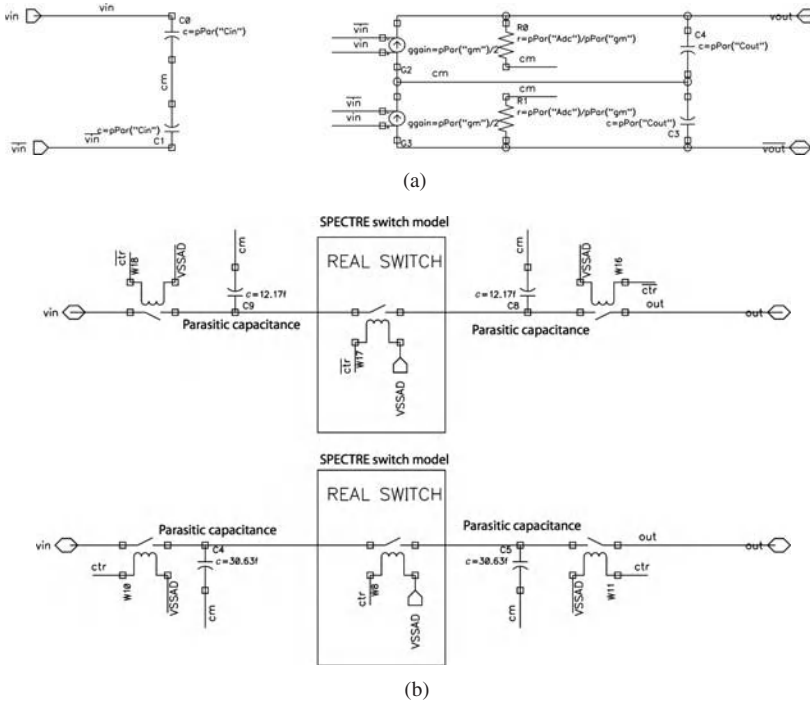 vin
vin
C0
c=pPar("Cin")
cm
c=pPar("Cin")
C1
vin
vin
vin
vin
ggain=pPar("gm")/2
G2
R0
r=pPar("Adc")/pPar("gm")
cm
cm
cm
R1
r=pPar("Adc")/pPar("gm")
vin
vin
ggain=pPar("gm")/2
G3
vout
C4
c=pPar("Cout")
c=pPar("Cout")
C3
vout
(a)
SPECTRE switch model
REAL SWITCH
ctr
W18
VSSAD
cm
c=12.17f
C9
vin
Parasitic capacitance
ctr
W17
VSSAD
cm
c=12.17f
C8
Parasitic capacitance
VSSAD
W16
ctr
out
out
SPECTRE switch model
REAL SWITCH
Parasitic capacitance
vin
C4
c=30.63f
ctr
W10
VSSAD
cm
ctr
W8
VSSAD
Parasitic capacitance
C5
c=30.63f
cm
out
out
VSSAD
W11
ctr
(b)